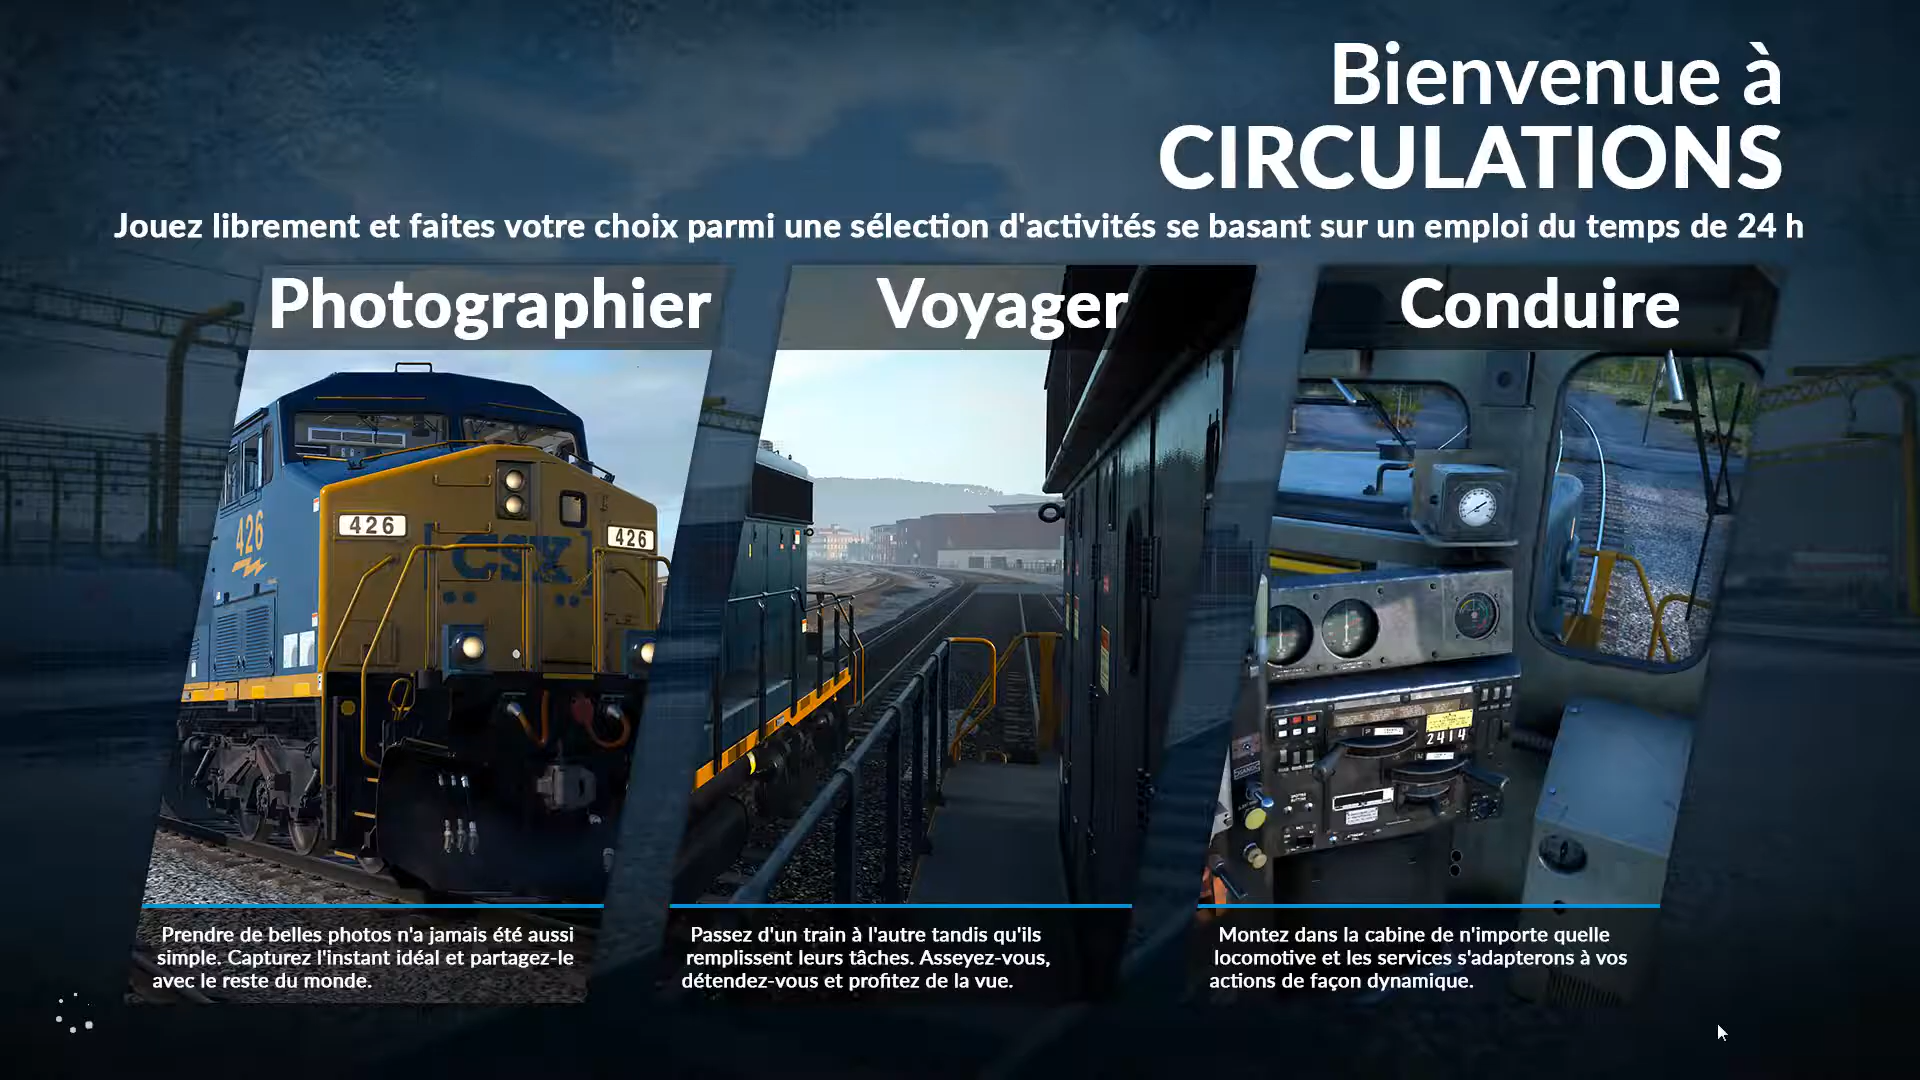 Bienvenue à
CIRCULATIONS
Jouez librement et faites votre choix parmi une sélection d'activités se basant sur un emploi du temps de 24 h
Photographier
Voyager
Conduire
426
426
426
CSX
2414
Prendre de belles photos n'a jamais été aussi
simple. Capturez l'instant idéal et partagez-le
avec le reste du monde.
Passez d'un train à l'autre tandis qu'ils
remplissent leurs tâches. Asseyez-vous,
détendez-vous et profitez de la vue.
Montez dans la cabine de n'importe quelle
locomotive et les services s'adapterons à vos
actions de façon dynamique.